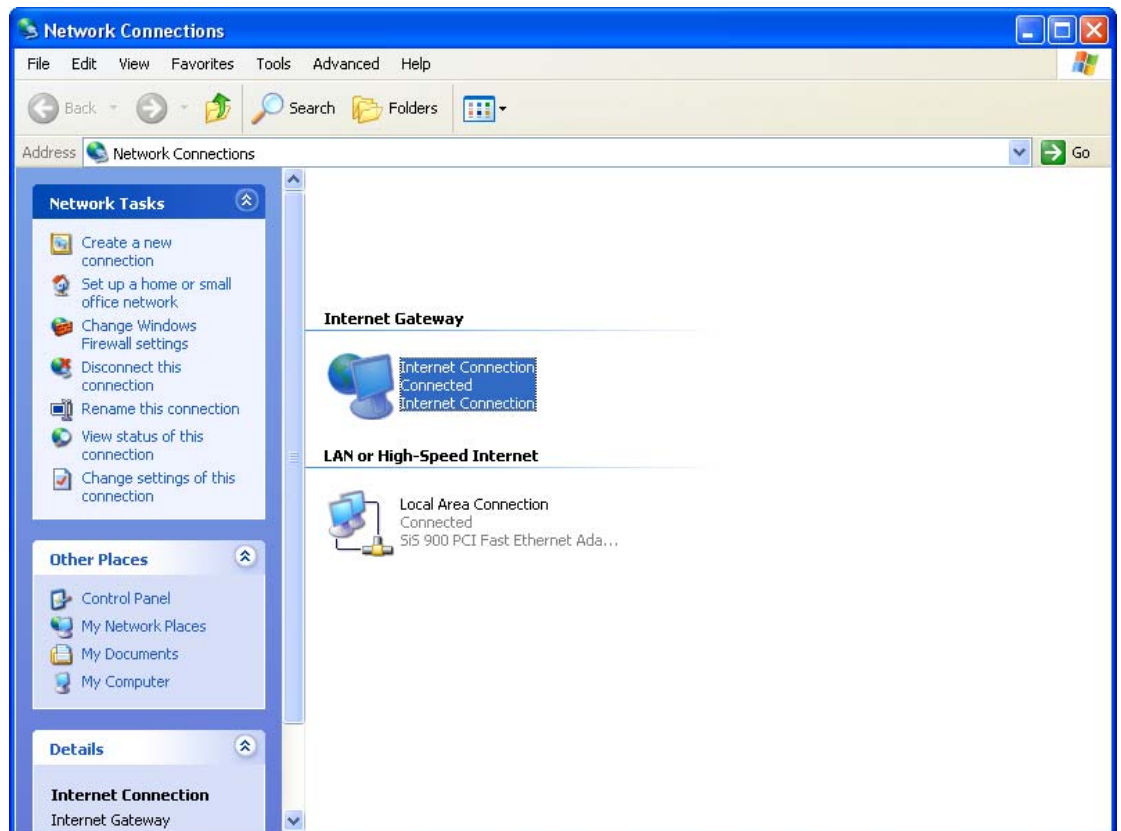 Network Connections
File Edit View Favorites Tools Advanced Help
Back Search Folders
Address Network Connections Go
Network Tasks
Create a new
connection
Set up a home or small
office network
Change Windows
Firewall settings
Disconnect this
connection
Rename this connection
View status of this
connection
Change settings of this
connection
Other Places
Control Panel
My Network Places
My Documents
My Computer
Details
Internet Connection
Internet Gateway
Internet Gateway
Internet Connection
Connected
Internet Connection
LAN or High-Speed Internet
Local Area Connection
Connected
SiS 900 PCI Fast Ethernet Ada...